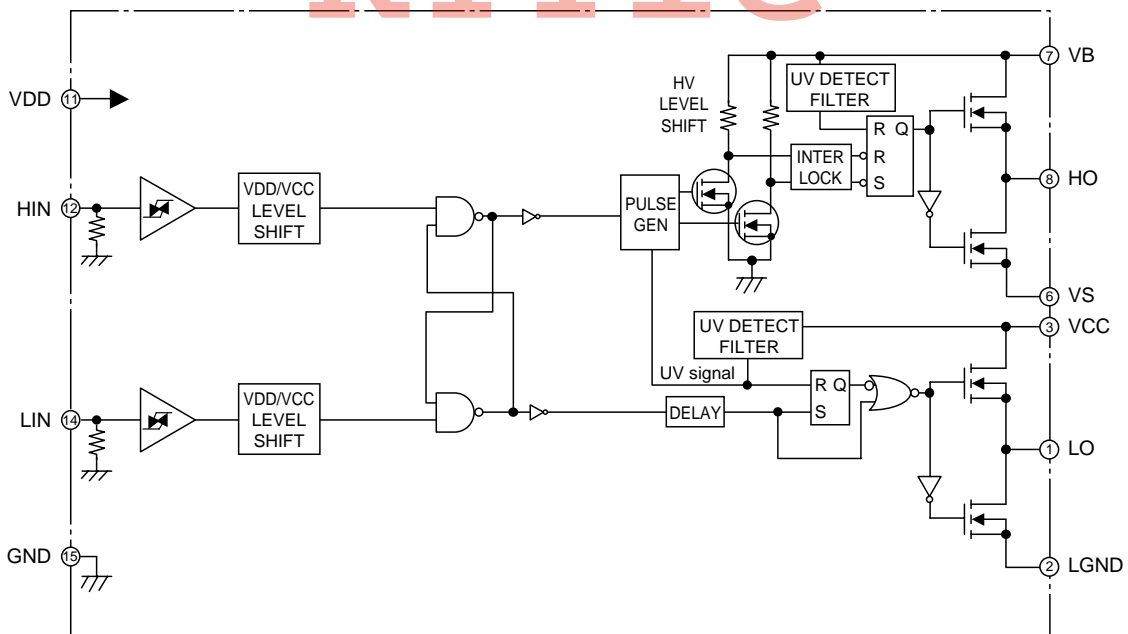 VDD 11
HIN 12
VDD/VCC
LEVEL
SHIFT
LIN 14
VDD/VCC
LEVEL
SHIFT
GND 15
HV
LEVEL
SHIFT
UV DETECT
FILTER
R Q
R
S
INTER
LOCK
PULSE
GEN
7 VB
8 HO
6 VS
3 VCC
UV DETECT
FILTER
UV signal
R Q
S
DELAY
1 LO
2 LGND